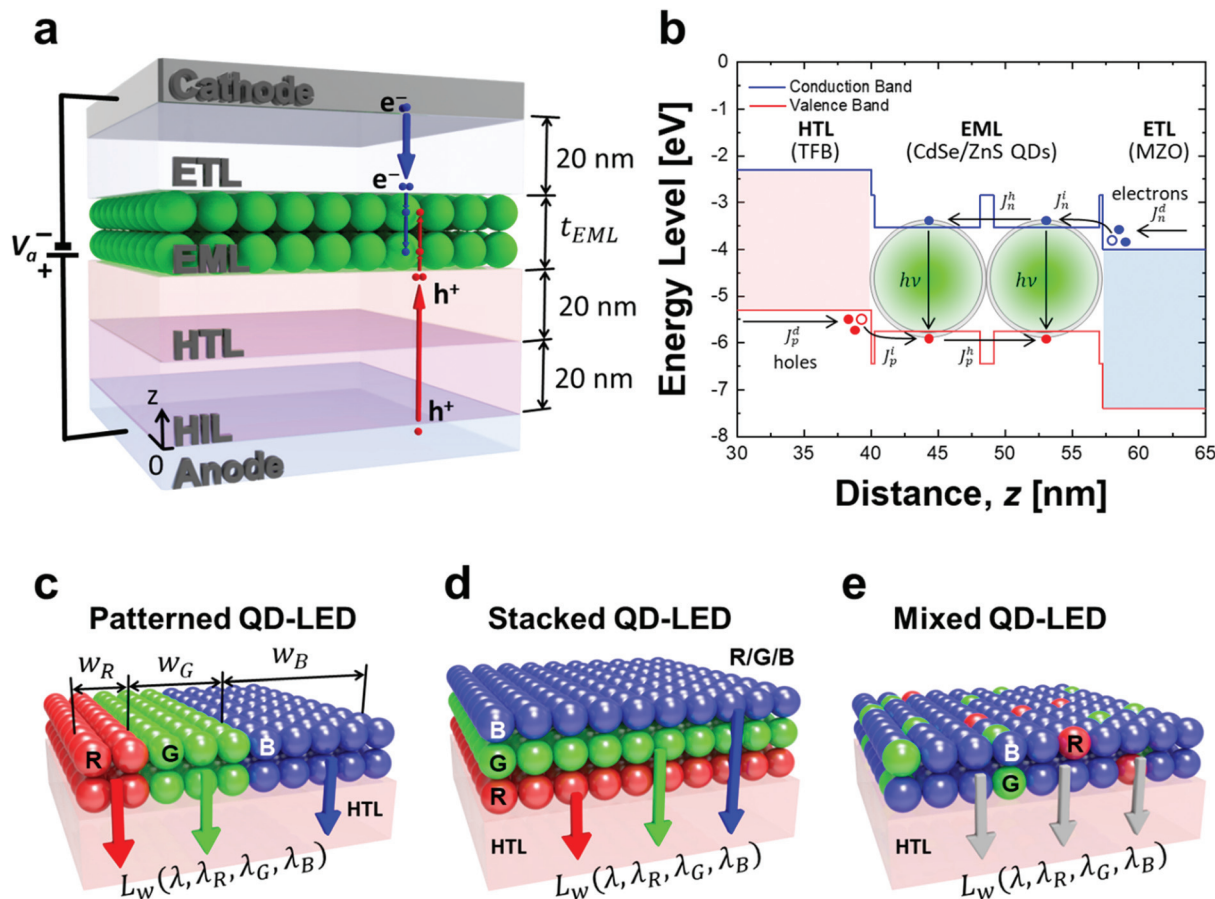 a
Cathode
e⁻
ETL
20 nm
e⁻
t_EML
V_a
−
+
EML
h⁺
20 nm
HTL
20 nm
z
HIL
h⁺
0
Anode
b
Energy Level [eV]
0
-1
-2
-3
-4
-5
-6
-7
-8
Conduction Band
Valence Band
HTL
(TFB)
EML
(CdSe/ZnS QDs)
ETL
(MZO)
electrons
J_n^h
J_n^i
J_n^d
hν
hν
J_p^d
J_p^i
J_p^h
holes
30 35 40 45 50 55 60 65
Distance, z [nm]
c
Patterned QD-LED
w_R
w_G
w_B
R
G
B
HTL
L_w(λ, λ_R, λ_G, λ_B)
d
Stacked QD-LED
R/G/B
B
G
R
HTL
L_w(λ, λ_R, λ_G, λ_B)
e
Mixed QD-LED
B
R
G
HTL
L_w(λ, λ_R, λ_G, λ_B)